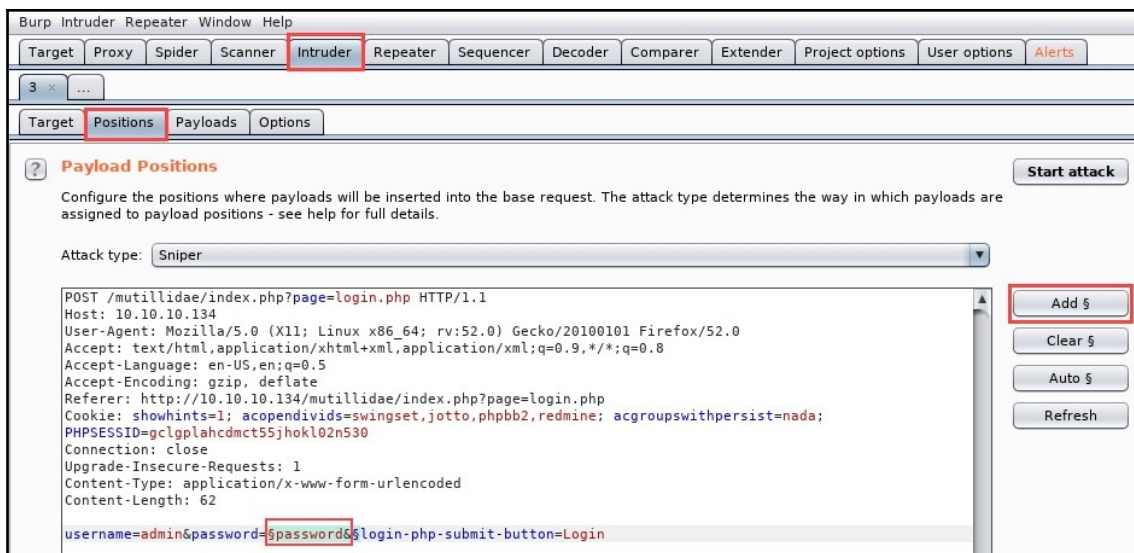 Burp Intruder Repeater Window Help
Target Proxy Spider Scanner Intruder Repeater Sequencer Decoder Comparer Extender Project options User options Alerts
3 × ...
Target Positions Payloads Options
? Payload Positions
Start attack
Configure the positions where payloads will be inserted into the base request. The attack type determines the way in which payloads are
assigned to payload positions - see help for full details.
Attack type: Sniper
POST /mutillidae/index.php?page=login.php HTTP/1.1
Host: 10.10.10.134
User-Agent: Mozilla/5.0 (X11; Linux x86_64; rv:52.0) Gecko/20100101 Firefox/52.0
Accept: text/html,application/xhtml+xml,application/xml;q=0.9,*/*;q=0.8
Accept-Language: en-US,en;q=0.5
Accept-Encoding: gzip, deflate
Referer: http://10.10.10.134/mutillidae/index.php?page=login.php
Cookie: showhints=1; acopendivids=swingset,jotto,phpbb2,redmine; acgroupswithpersist=nada;
PHPSESSID=gclgplahcdmct55jhokl02n530
Connection: close
Upgrade-Insecure-Requests: 1
Content-Type: application/x-www-form-urlencoded
Content-Length: 62
username=admin&password=§password&§login-php-submit-button=Login
Add §
Clear §
Auto §
Refresh